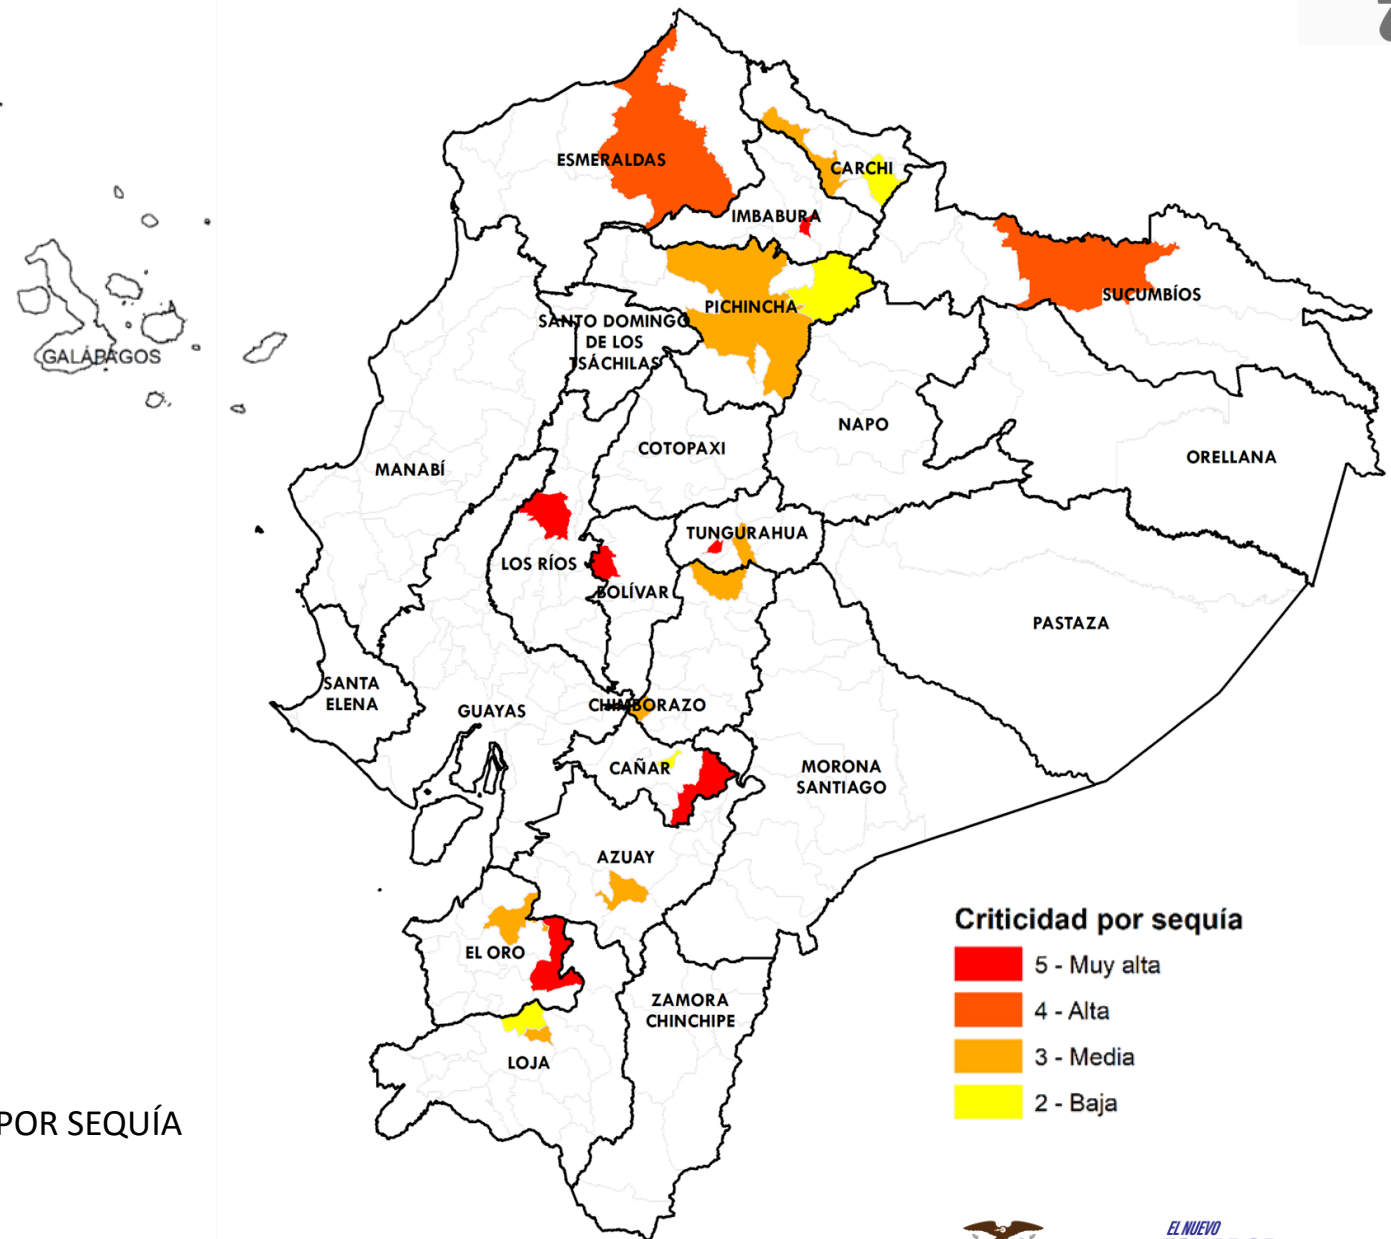 ESMERALDAS
CARCHI
IMBABURA
SUCUMBÍOS
PICHINCHA
SANTO DOMINGO
DE LOS
TSÁCHILAS
GALÁPAGOS
NAPO
COTOPAXI
ORELLANA
MANABÍ
TUNGURAHUA
LOS RÍOS
BOLÍVAR
PASTAZA
SANTA
ELENA
GUAYAS
CHIMBORAZO
CAÑAR
MORONA
SANTIAGO
AZUAY
EL ORO
ZAMORA
CHINCHIPE
LOJA
Criticidad por sequía
5 - Muy alta
4 - Alta
3 - Media
2 - Baja
POR SEQUÍA
EL NUEVO